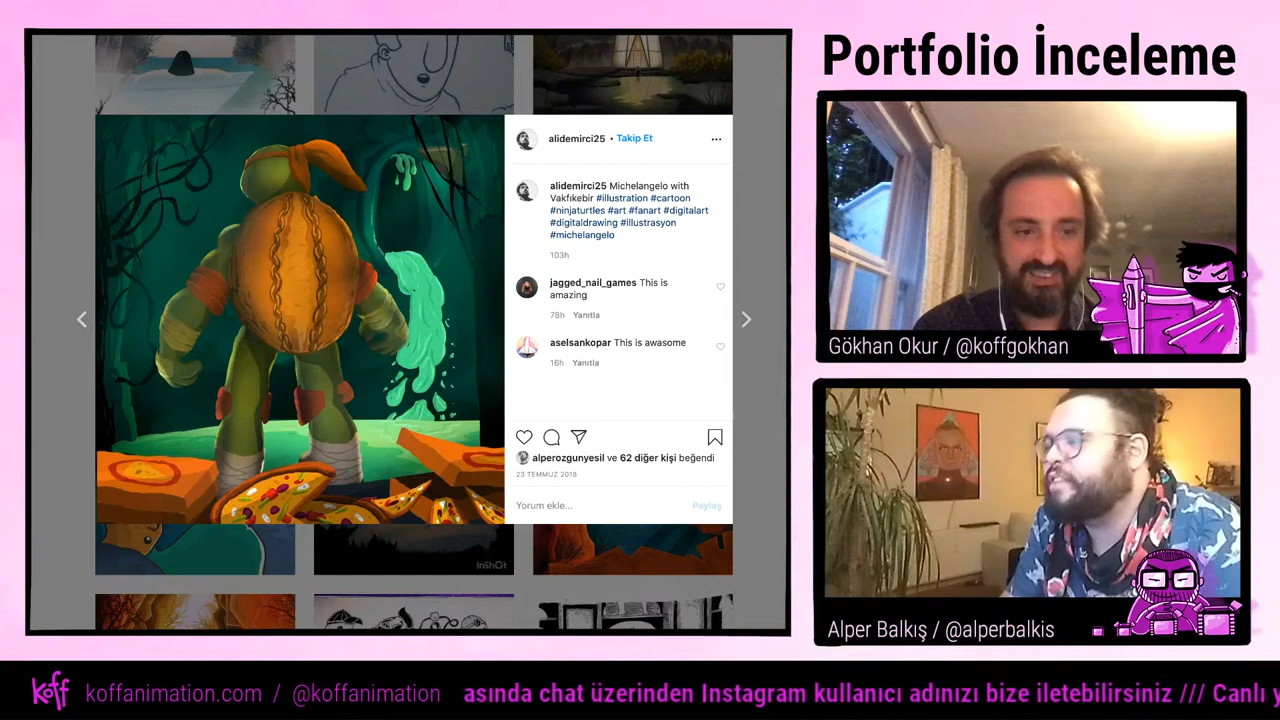 Portfolio İnceleme
alidemirci25 • Takip Et
alidemirci25 Michelangelo with
Vakfıkebir #illustration #cartoon
#ninjaturtles #art #fanart #digitalart
#digitaldrawing #illustrasyon
#michelangelo
103h
jagged_nail_games This is
amazing
78h Yanıtla
aselsankopar This is awasome
16h Yanıtla
alperozgunyesil ve 62 diğer kişi beğendi
23 TEMMUZ 2018
Yorum ekle... Paylaş
InShOt
Gökhan Okur / @koffgokhan
Alper Balkış / @alperbalkis
koff koffanimation.com / @koffanimation asında chat üzerinden Instagram kullanıcı adınızı bize iletebilirsiniz /// Canlı y